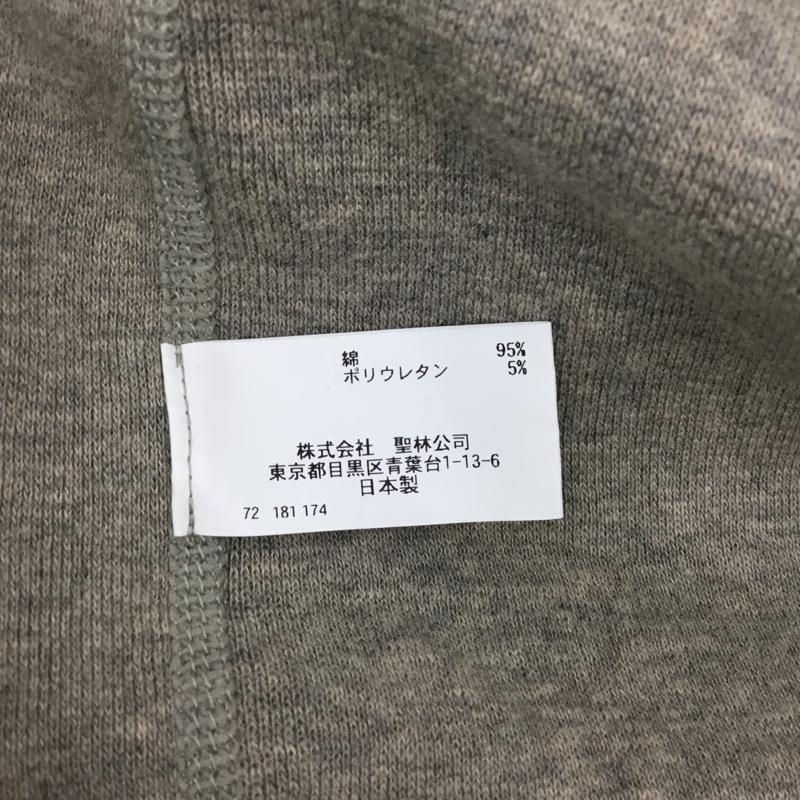 綿 95%
ポリウレタン 5%
株式会社 聖林公司
東京都目黒区青葉台1-13-6
日本製
72 181 174